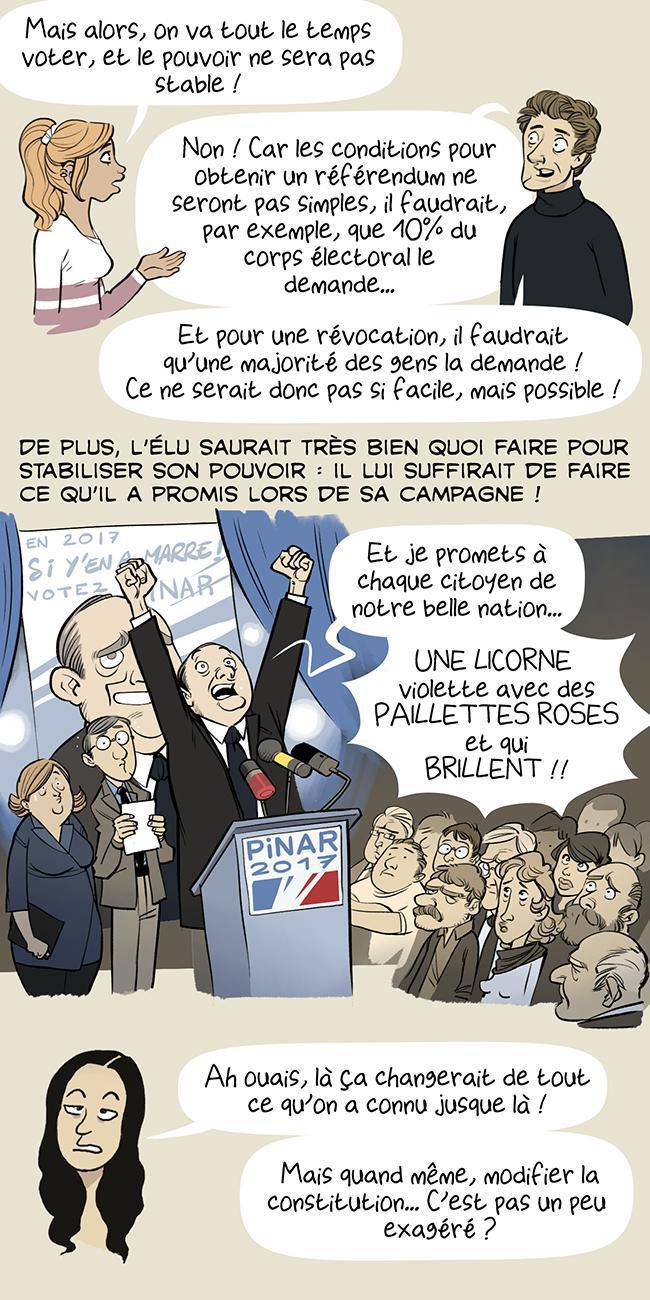 Mais alors, on va tout le temps
voter, et le pouvoir ne sera pas
stable !
Non ! Car les conditions pour
obtenir un référendum ne
seront pas simples, il faudrait,
par exemple, que 10% du
corps électoral le
demande...
Et pour une révocation, il faudrait
qu'une majorité des gens la demande !
Ce ne serait donc pas si facile, mais possible !
DE PLUS, L'ÉLU SAURAIT TRÈS BIEN QUOI FAIRE POUR
STABILISER SON POUVOIR : IL LUI SUFFIRAIT DE FAIRE
CE QU'IL A PROMIS LORS DE SA CAMPAGNE !
EN 2017
Si Y'EN A MARRE!
VOTEZ PINAR
Et je promets à
chaque citoyen de
notre belle nation...
UNE LICORNE
violette avec des
PAILLETTES ROSES
et qui
BRILLENT !!
PiNAR
2017
Ah ouais, là ça changerait de tout
ce qu'on a connu jusque là !
Mais quand même, modifier la
constitution... C'est pas un peu
exagéré ?